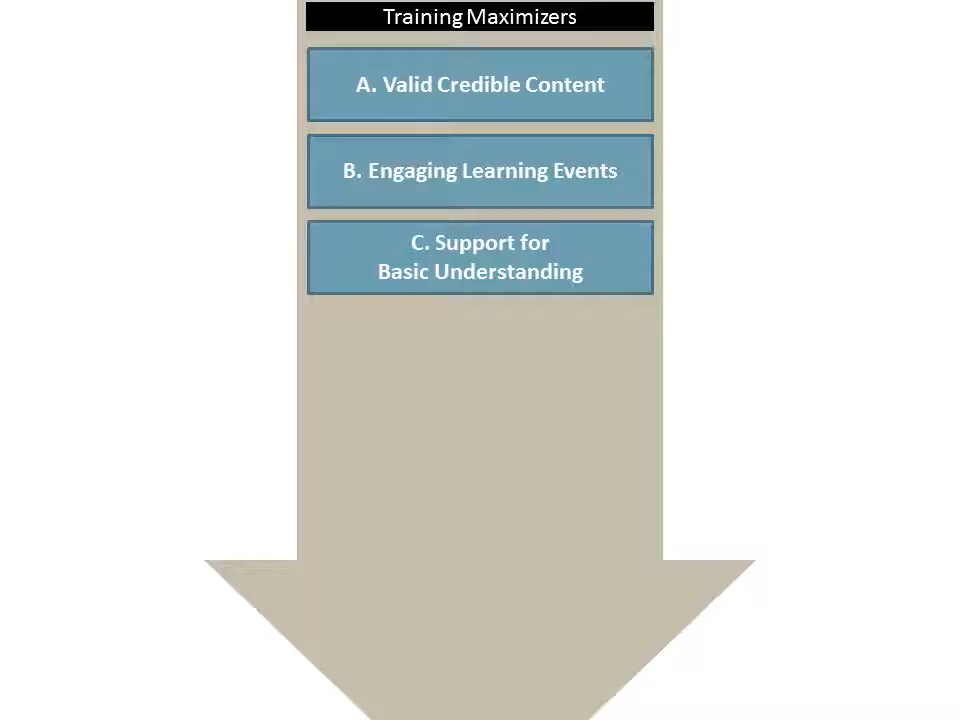 Training Maximizers
A. Valid Credible Content
B. Engaging Learning Events
C. Support for
Basic Understanding